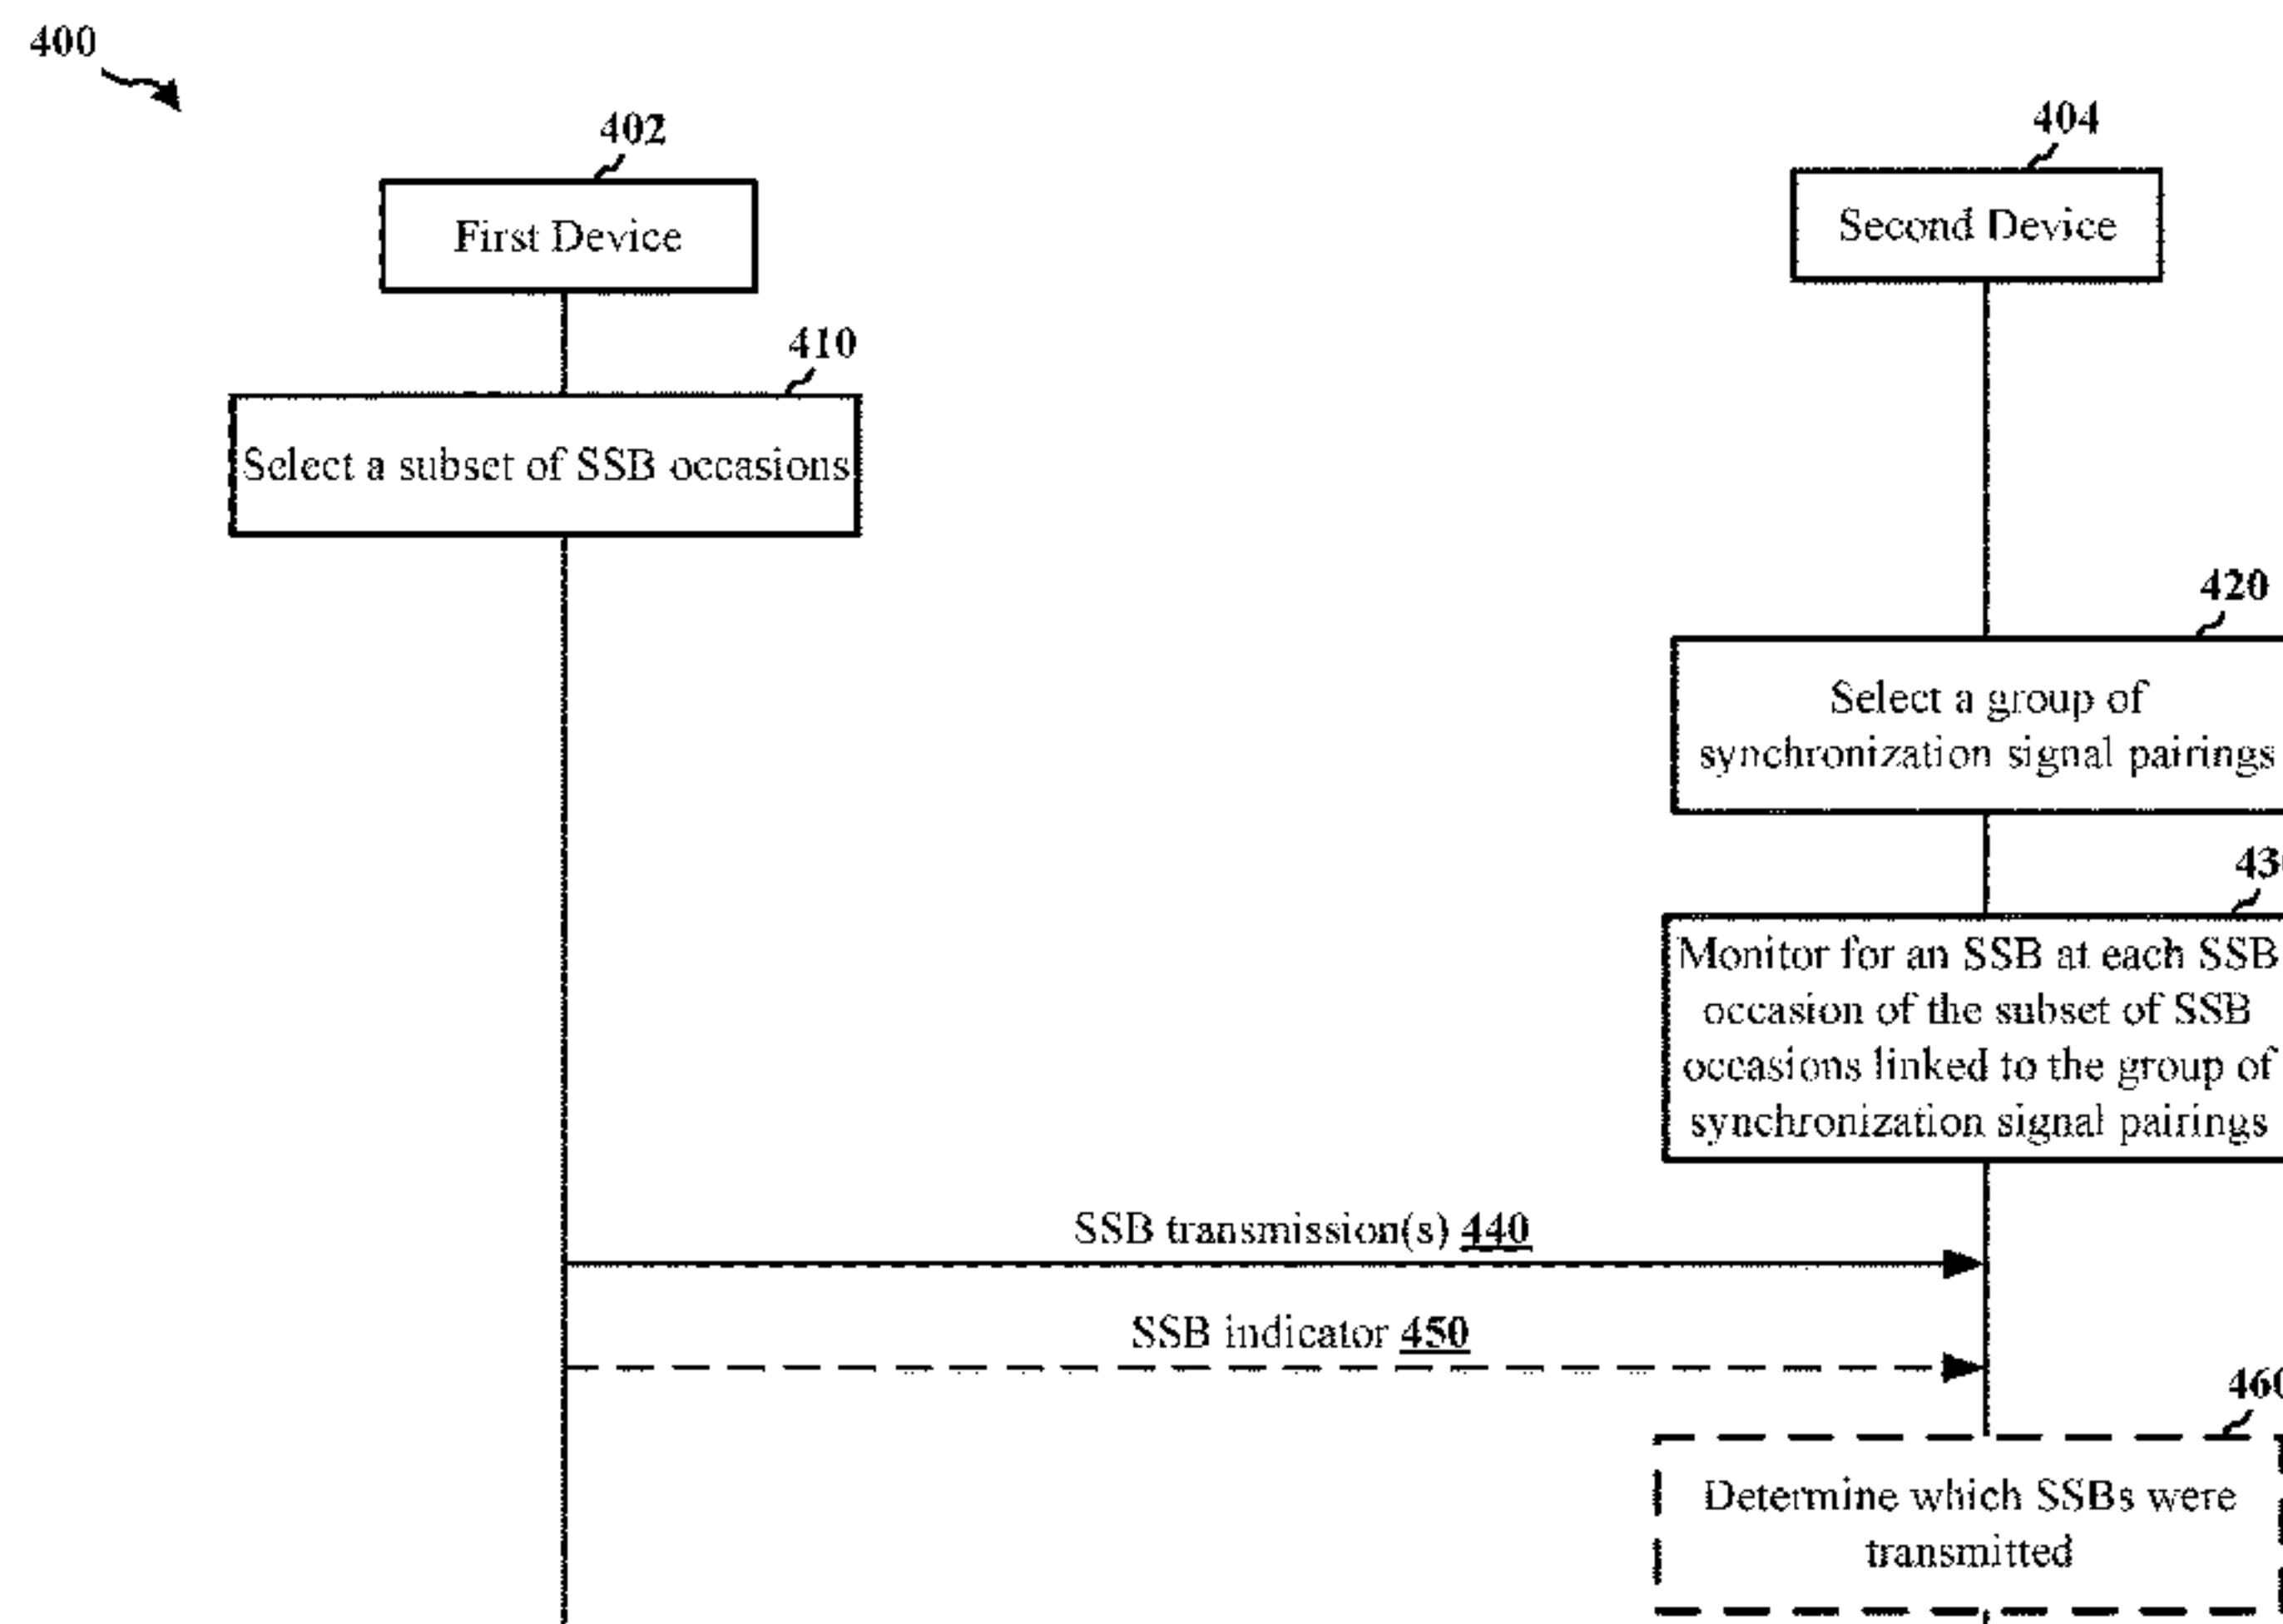 400
402
404
First Device
Second Device
410
Select a subset of SSB occasions
420
Select a group of
synchronization signal pairings
430
Monitor for an SSB at each SSB
occasion of the subset of SSB
occasions linked to the group of
synchronization signal pairings
SSB transmission(s) 440
SSB indicator 450
460
Determine which SSBs were
transmitted